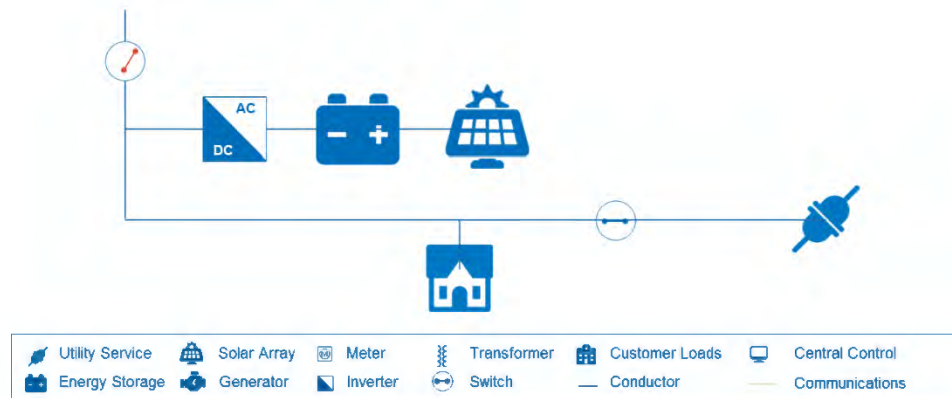 AC
DC
Utility Service Solar Array Meter Transformer Customer Loads Central Control
Energy Storage Generator Inverter Switch Conductor Communications